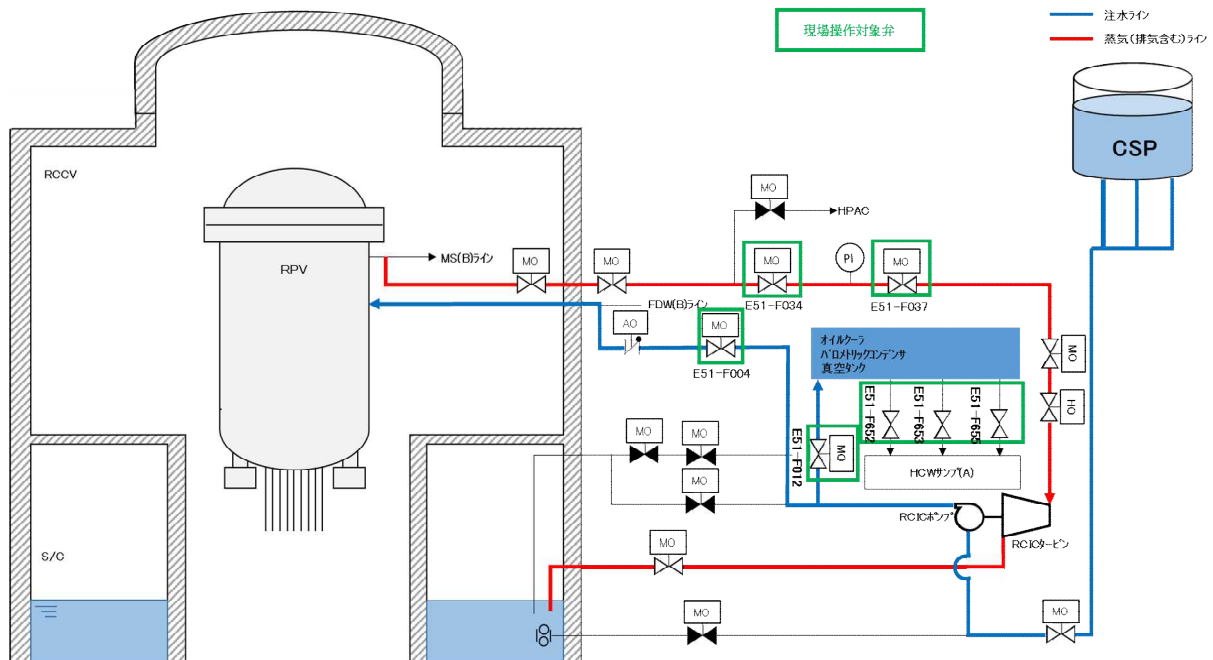 現場操作対象弁
注水ライン
蒸気(排気含む)ライン
CSP
RCCV
MO
HPAC
RPV
MS(B)ライン
MO
MO
MO
PI
MO
E51-F034
E51-F037
FDW(B)ライン
AO
MO
E51-F004
オイルクーラ
バロメトリックコンデンサ
真空タンク
MO
HO
E51-F652
E51-F653
E51-F655
MO
MO
E51-F012
MO
HCWサンプ(A)
MO
RCICポンプ
RCICタービン
S/C
MO
MO
MO